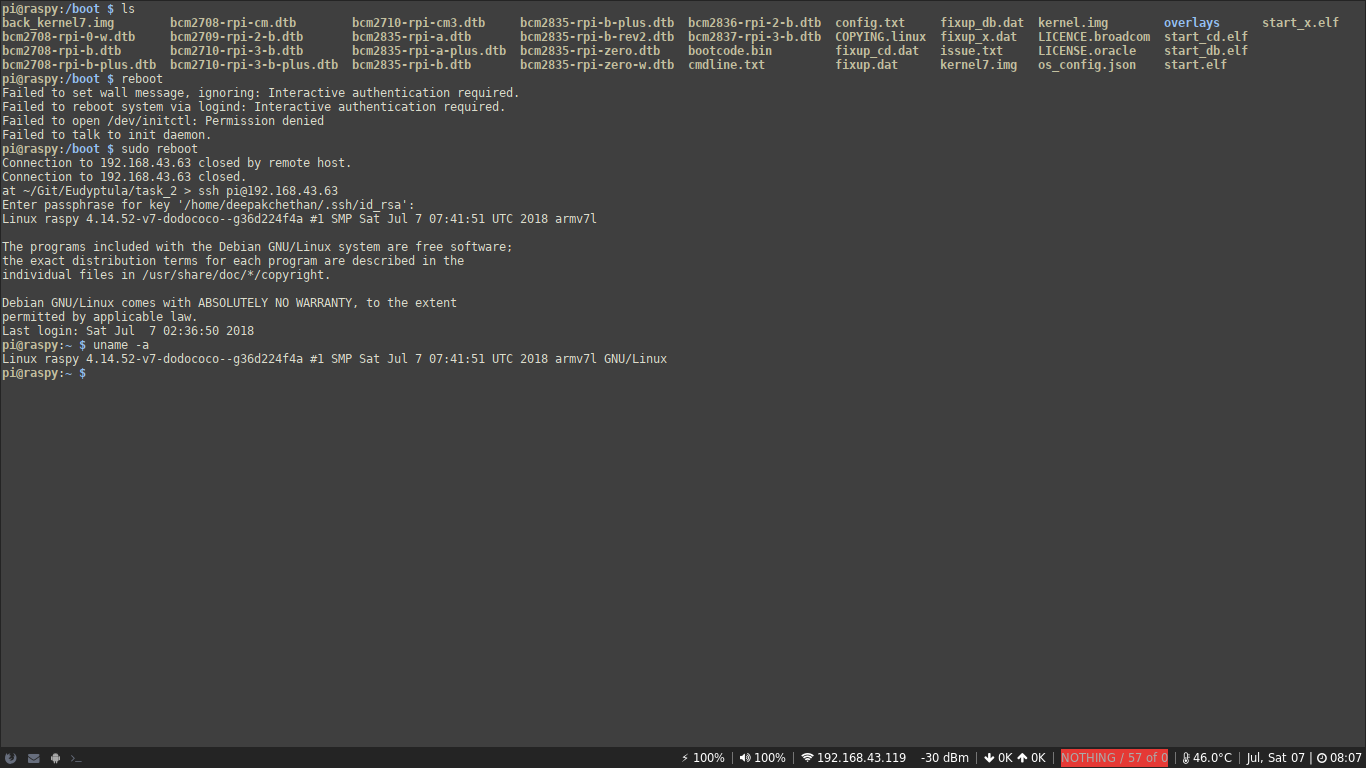 pi@raspy:/boot $ ls
back_kernel7.img bcm2708-rpi-cm.dtb bcm2710-rpi-cm3.dtb bcm2835-rpi-b-plus.dtb bcm2836-rpi-2-b.dtb config.txt fixup_db.dat kernel.img overlays start_x.elf
bcm2708-rpi-0-w.dtb bcm2709-rpi-2-b.dtb bcm2835-rpi-a.dtb bcm2835-rpi-b-rev2.dtb bcm2837-rpi-3-b.dtb COPYING.linux fixup_x.dat LICENCE.broadcom start_cd.elf
bcm2708-rpi-b.dtb bcm2710-rpi-3-b.dtb bcm2835-rpi-a-plus.dtb bcm2835-rpi-zero.dtb bootcode.bin fixup_cd.dat issue.txt LICENSE.oracle start_db.elf
bcm2708-rpi-b-plus.dtb bcm2710-rpi-3-b-plus.dtb bcm2835-rpi-b.dtb bcm2835-rpi-zero-w.dtb cmdline.txt fixup.dat kernel7.img os_config.json start.elf
pi@raspy:/boot $ reboot
Failed to set wall message, ignoring: Interactive authentication required.
Failed to reboot system via logind: Interactive authentication required.
Failed to open /dev/initctl: Permission denied
Failed to talk to init daemon.
pi@raspy:/boot $ sudo reboot
Connection to 192.168.43.63 closed by remote host.
Connection to 192.168.43.63 closed.
at ~/Git/Eudyptula/task_2 > ssh pi@192.168.43.63
Enter passphrase for key '/home/deepakchethan/.ssh/id_rsa':
Linux raspy 4.14.52-v7-dodococo--g36d224f4a #1 SMP Sat Jul 7 07:41:51 UTC 2018 armv7l

The programs included with the Debian GNU/Linux system are free software;
the exact distribution terms for each program are described in the
individual files in /usr/share/doc/*/copyright.

Debian GNU/Linux comes with ABSOLUTELY NO WARRANTY, to the extent
permitted by applicable law.
Last login: Sat Jul  7 02:36:50 2018
pi@raspy:~ $ uname -a
Linux raspy 4.14.52-v7-dodococo--g36d224f4a #1 SMP Sat Jul 7 07:41:51 UTC 2018 armv7l GNU/Linux
pi@raspy:~ $
100% | 100% | 192.168.43.119 -30 dBm | 0K 0K | NOTHING / 57 of 0 | 46.0°C | Jul, Sat 07 | 08:07